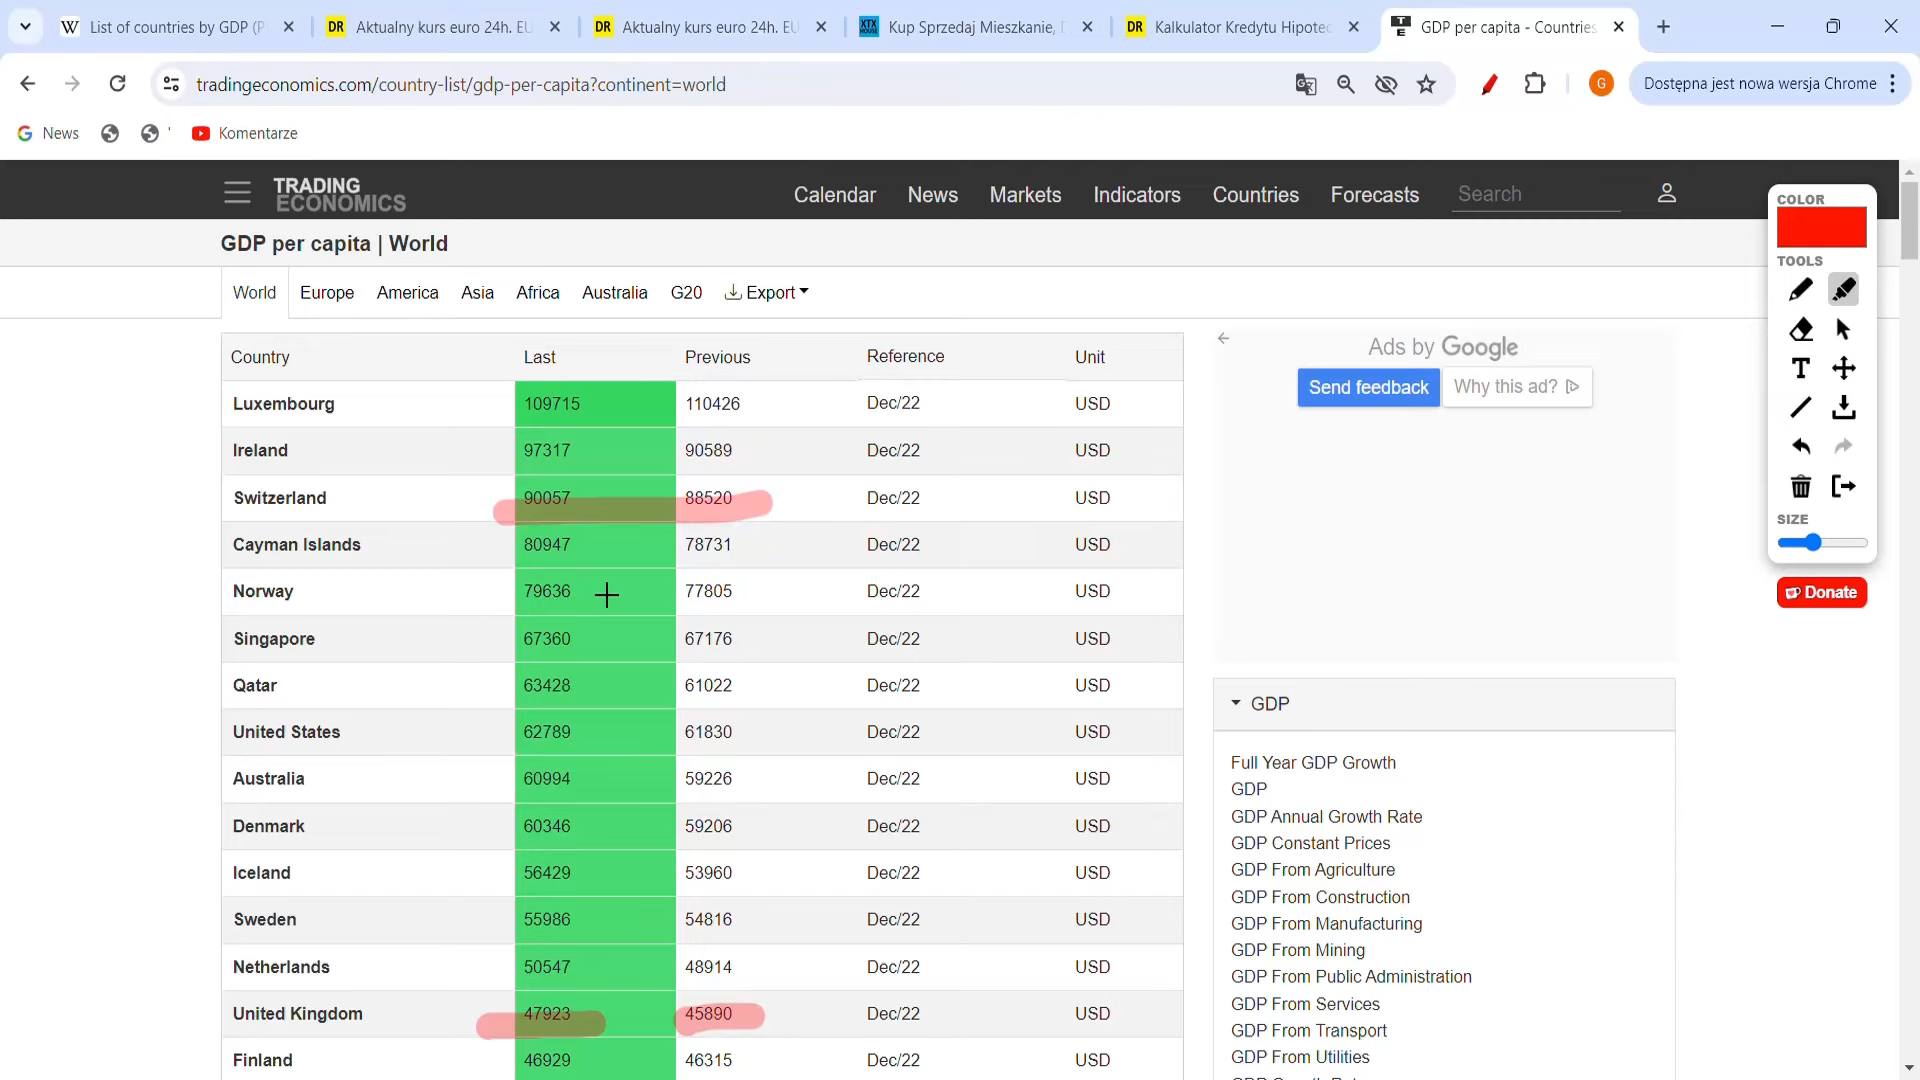 List of countries by GDP (P
Aktualny kurs euro 24h. EU
Aktualny kurs euro 24h. EU
Kup Sprzedaj Mieszkanie, D
Kalkulator Kredytu Hipotec
GDP per capita - Countries
tradingeconomics.com/country-list/gdp-per-capita?continent=world
G
Dostępna jest nowa wersja Chrome
News
Komentarze
TRADING ECONOMICS
Calendar News Markets Indicators Countries Forecasts Search
GDP per capita | World
World Europe America Asia Africa Australia G20 Export
Country Last Previous Reference Unit
Luxembourg 109715 110426 Dec/22 USD
Ireland 97317 90589 Dec/22 USD
Switzerland 90057 88520 Dec/22 USD
Cayman Islands 80947 78731 Dec/22 USD
Norway 79636 77805 Dec/22 USD
Singapore 67360 67176 Dec/22 USD
Qatar 63428 61022 Dec/22 USD
United States 62789 61830 Dec/22 USD
Australia 60994 59226 Dec/22 USD
Denmark 60346 59206 Dec/22 USD
Iceland 56429 53960 Dec/22 USD
Sweden 55986 54816 Dec/22 USD
Netherlands 50547 48914 Dec/22 USD
United Kingdom 47923 45890 Dec/22 USD
Finland 46929 46315 Dec/22 USD
Ads by Google
Send feedback
Why this ad?
GDP
Full Year GDP Growth
GDP
GDP Annual Growth Rate
GDP Constant Prices
GDP From Agriculture
GDP From Construction
GDP From Manufacturing
GDP From Mining
GDP From Public Administration
GDP From Services
GDP From Transport
GDP From Utilities
COLOR
TOOLS
T
SIZE
Donate